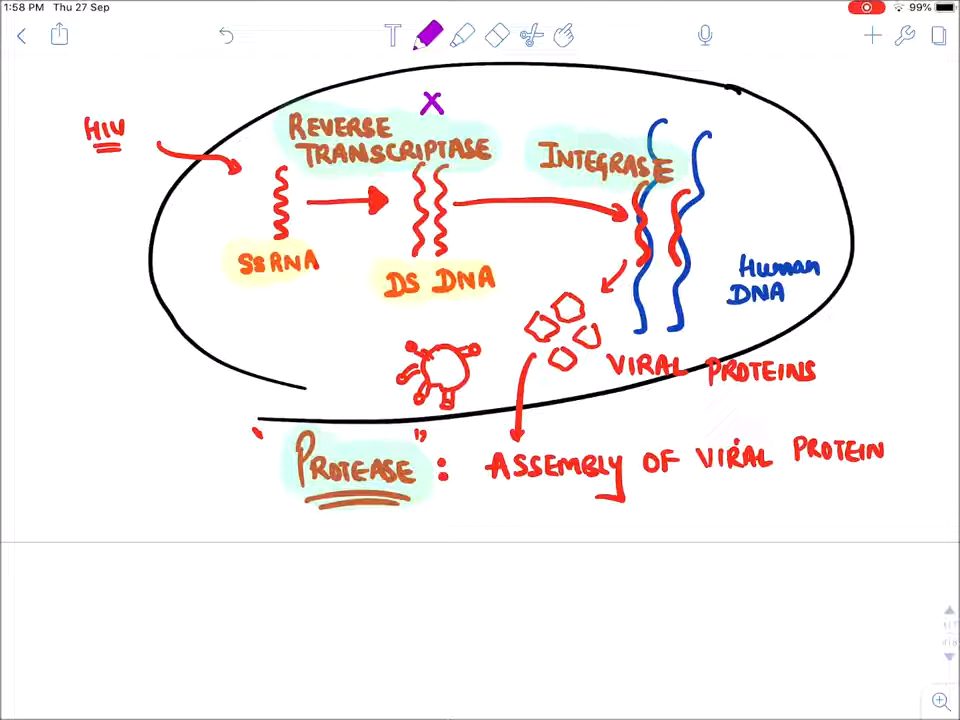 1:58 PM Thu 27 Sep
99%
T
HIV
X
REVERSE
TRANSCRIPTASE
INTEGRASE
SSRNA
DS DNA
Human
DNA
VIRAL PROTEINS
"PROTEASE": ASSEMBLY OF VIRAL PROTEIN